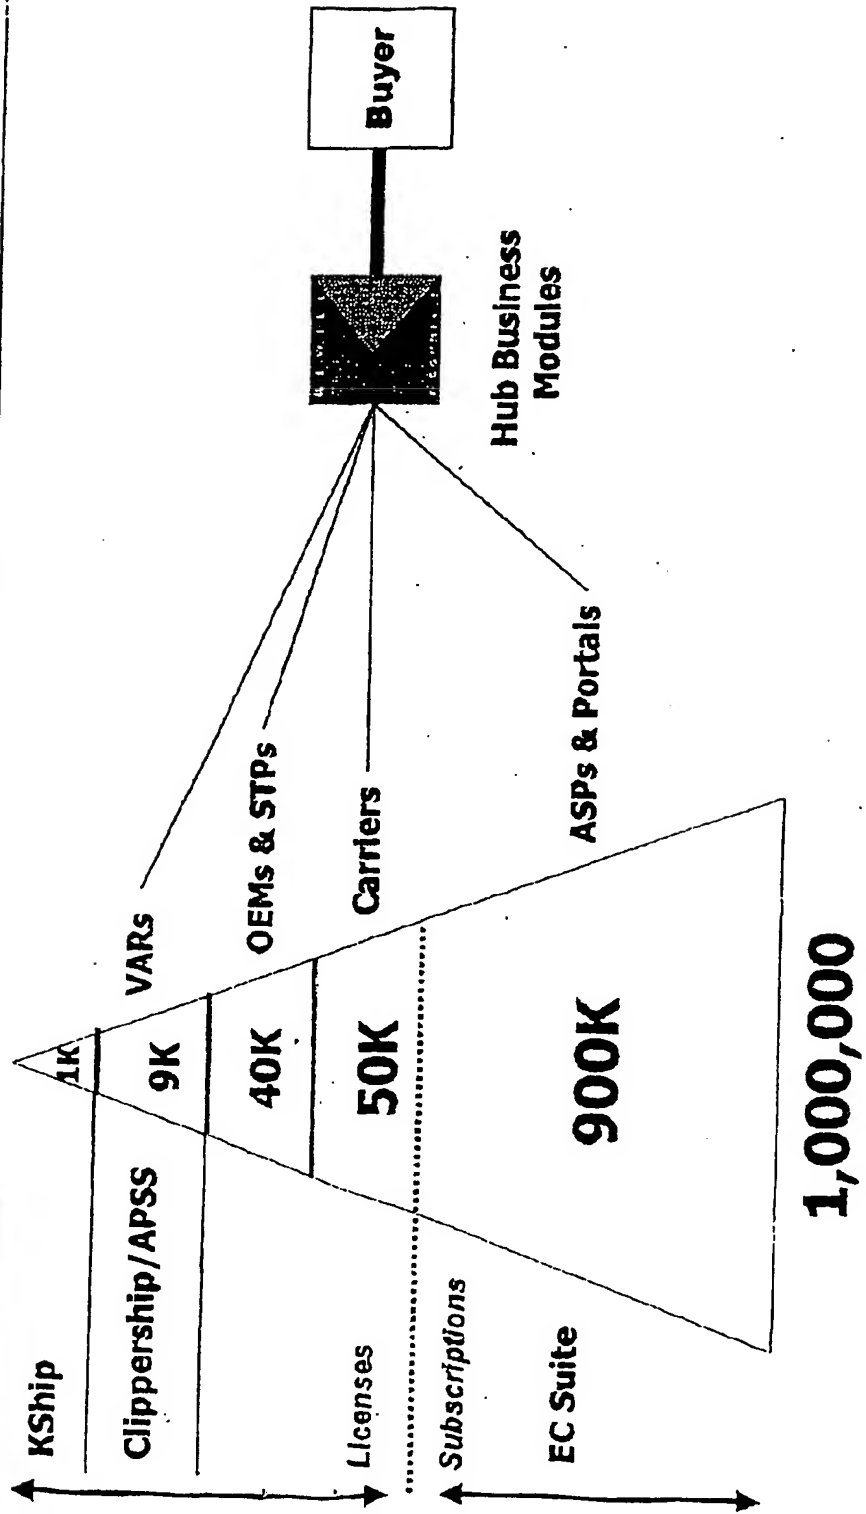 KShip
1K
Clippership/APSS
9K
VARs
40K
OEMs & STPs
Licenses
50K
Carriers
Subscriptions
EC Suite
900K
ASPs & Portals
1,000,000
Hub Business
Modules
Buyer